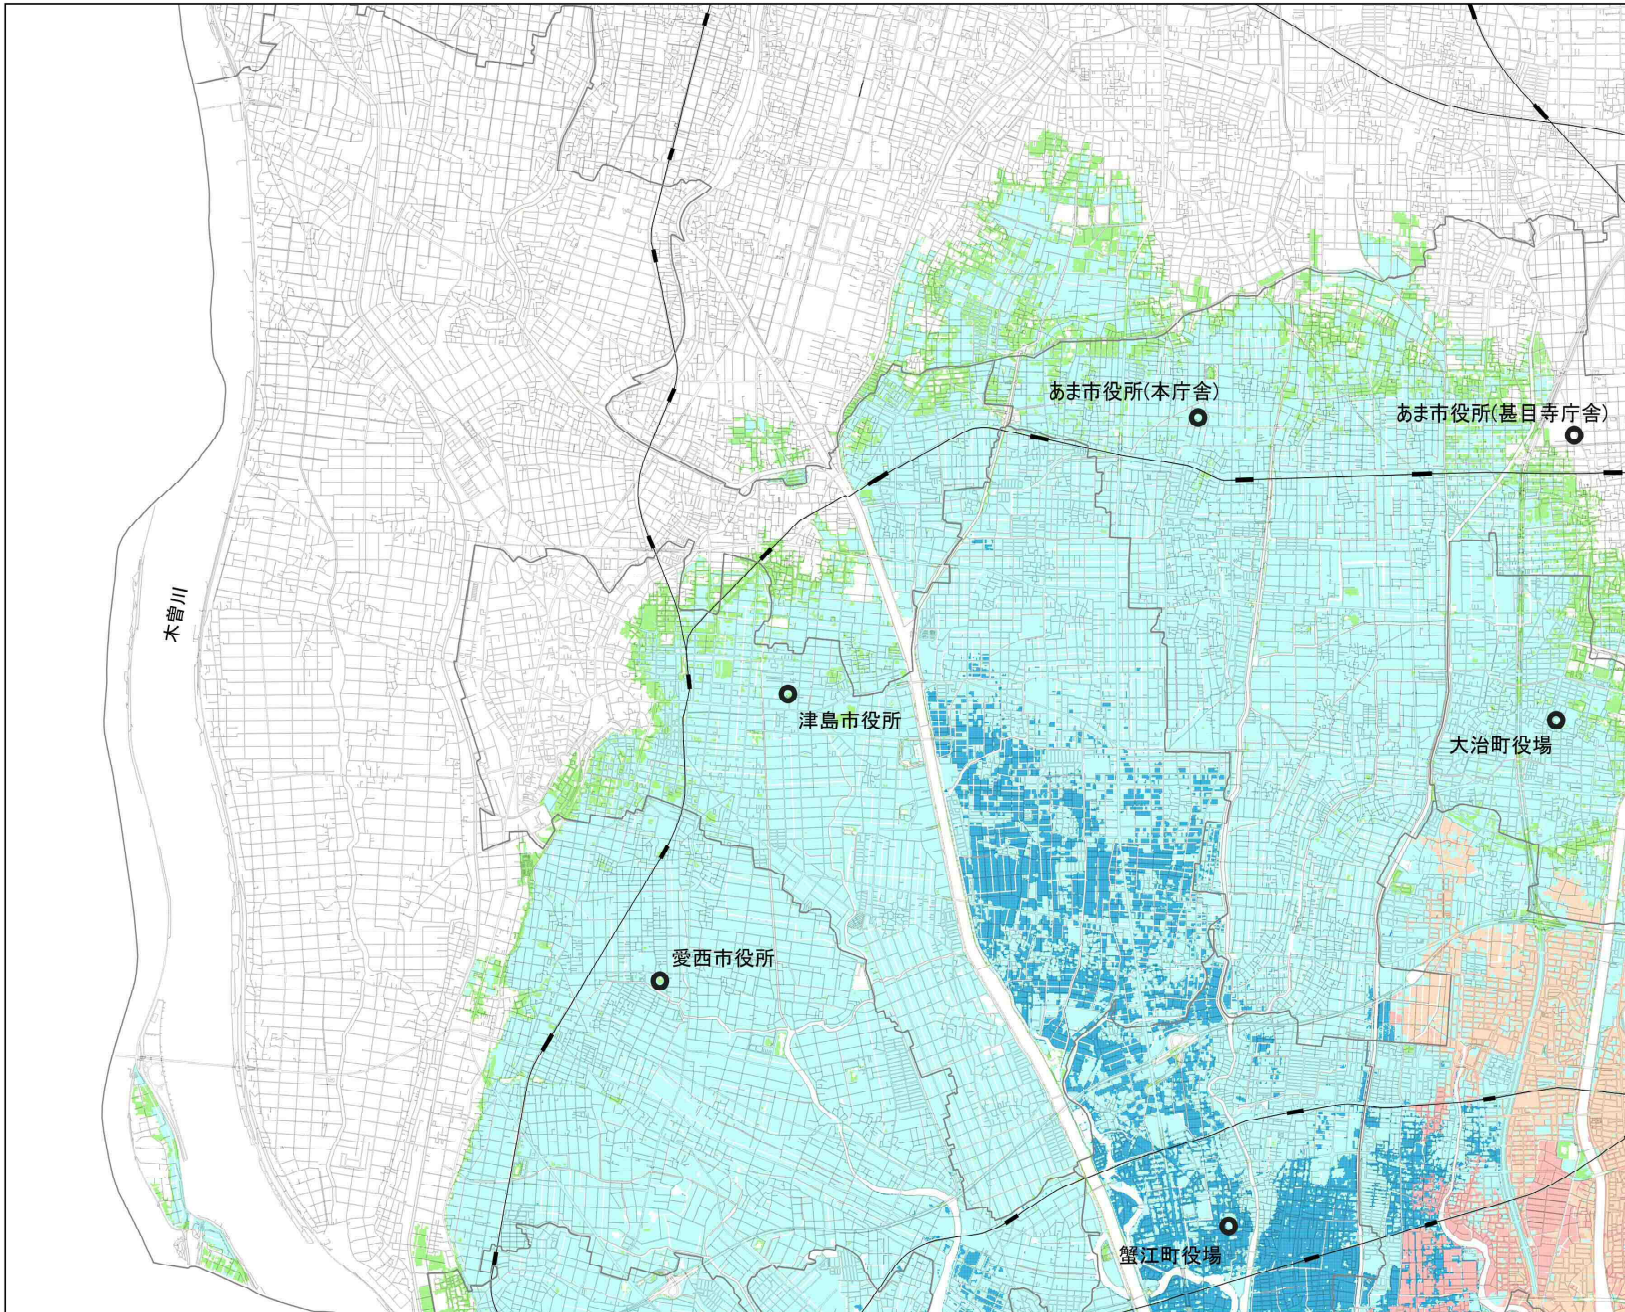 あま市役所(本庁舎)
あま市役所(甚目寺庁舎)
木曽川
津島市役所
大治町役場
愛西市役所
蟹江町役場